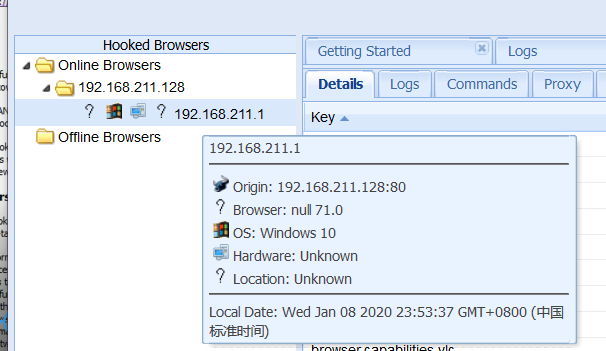 Hooked Browsers
Getting Started
Logs
Online Browsers
192.168.211.128
? ? 192.168.211.1
Offline Browsers
Details
Logs
Commands
Proxy
Key
192.168.211.1
Origin: 192.168.211.128:80
? Browser: null 71.0
OS: Windows 10
Hardware: Unknown
? Location: Unknown
Local Date: Wed Jan 08 2020 23:53:37 GMT+0800 (中国
标准时间)
browser.capabilities.vlc